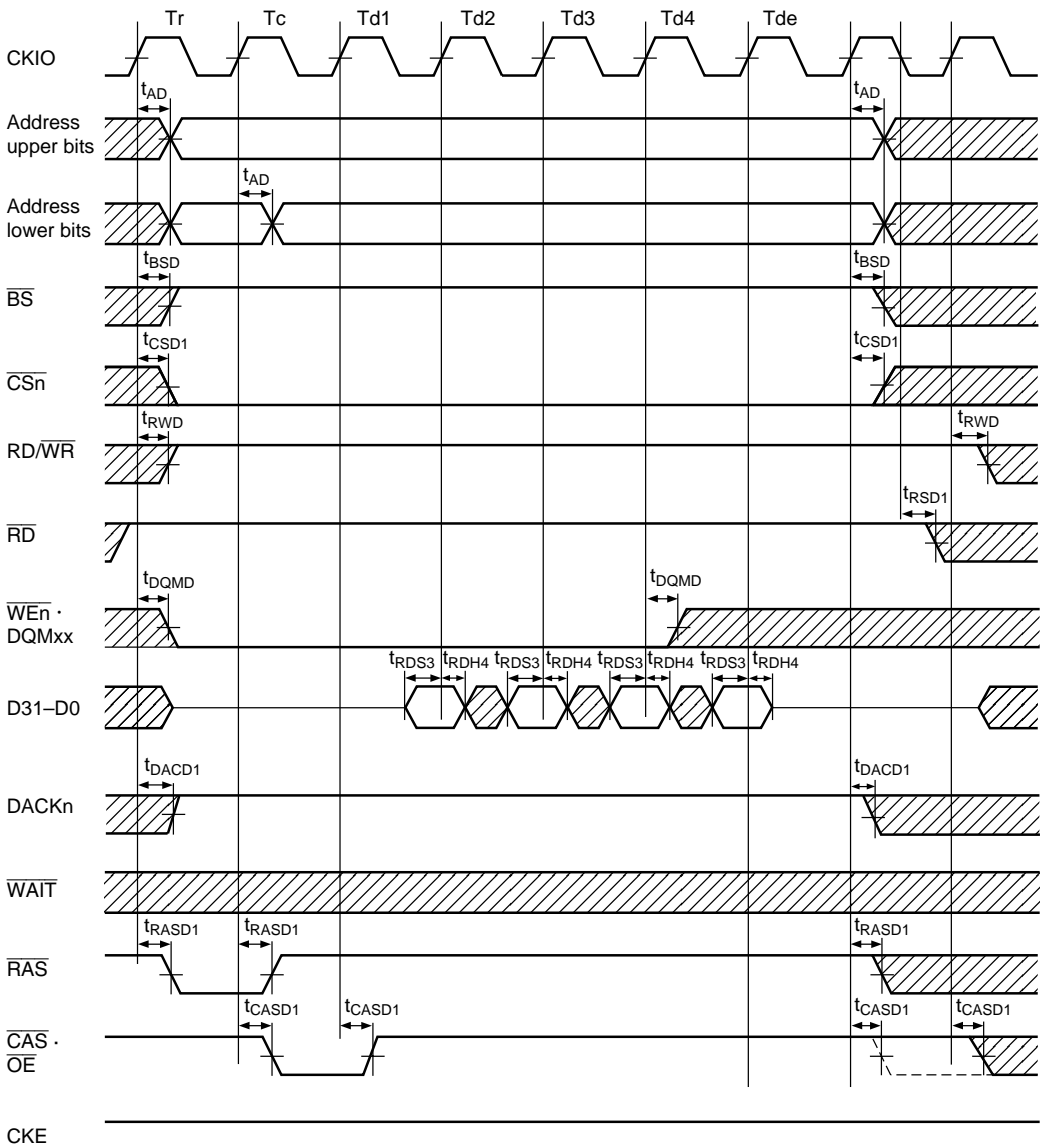 Tr Tc Td1 Td2 Td3 Td4 Tde
CKIO
tAD tAD
Address
upper bits
tAD
Address
lower bits
tBSD tBSD
BS
tCSD1 tCSD1
CSn
tRWD tRWD
RD/WR
tRSD1
RD
tDQMD tDQMD
WEn ·
DQMxx
tRDS3 tRDH4 tRDS3 tRDH4 tRDS3 tRDH4 tRDS3 tRDH4
D31–D0
tDACD1 tDACD1
DACKn
WAIT
tRASD1 tRASD1 tRASD1
RAS
tCASD1 tCASD1 tCASD1 tCASD1
CAS ·
OE
CKE